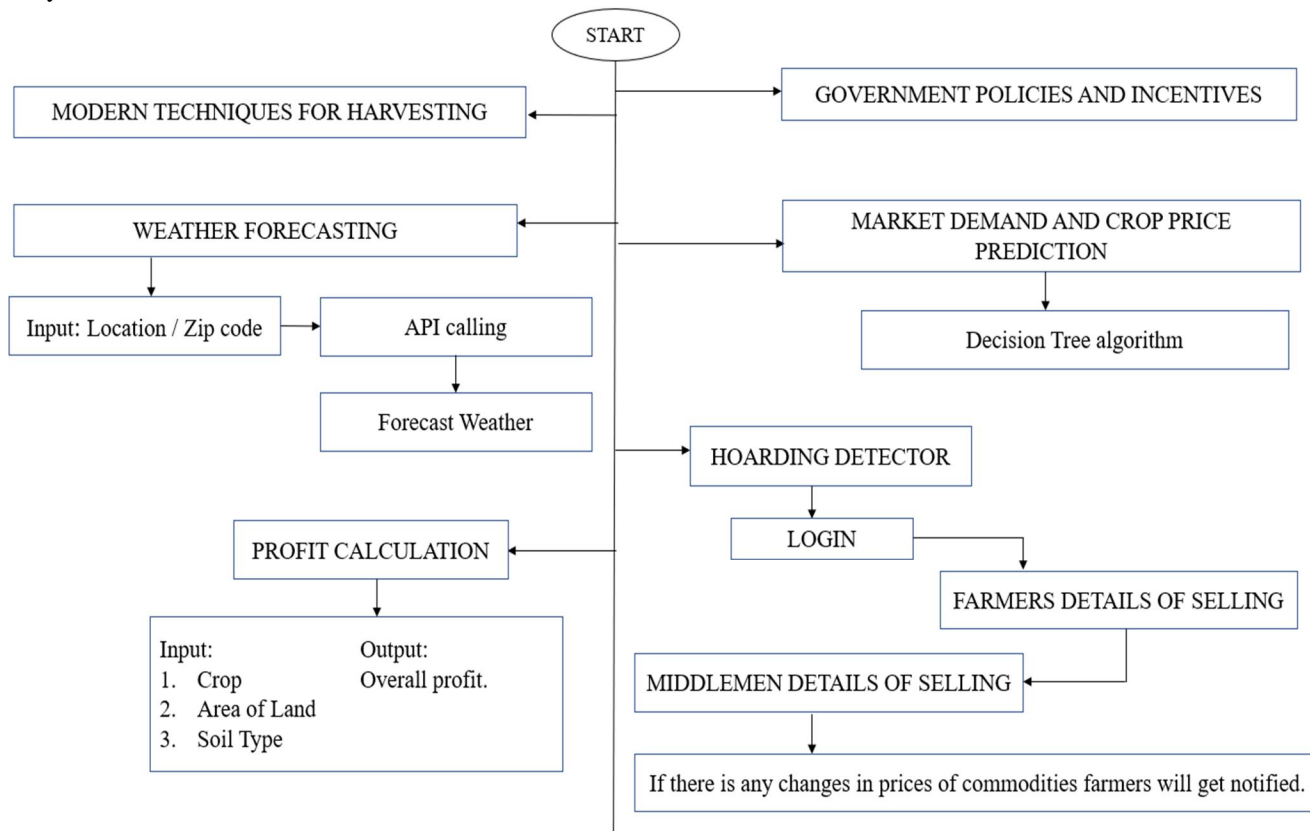 START
GOVERNMENT POLICIES AND INCENTIVES
MODERN TECHNIQUES FOR HARVESTING
WEATHER FORECASTING
MARKET DEMAND AND CROP PRICE
PREDICTION
Input: Location / Zip code
API calling
Decision Tree algorithm
Forecast Weather
HOARDING DETECTOR
LOGIN
PROFIT CALCULATION
FARMERS DETAILS OF SELLING
Input:
1. Crop
2. Area of Land
3. Soil Type
Output:
Overall profit.
MIDDLEMEN DETAILS OF SELLING
If there is any changes in prices of commodities farmers will get notified.